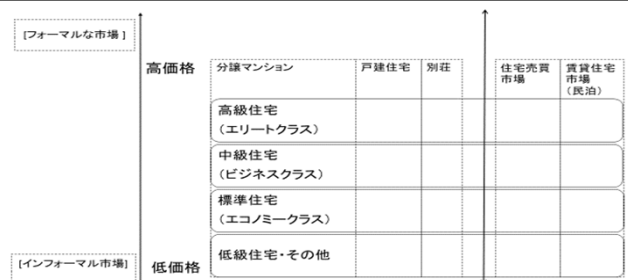 [フォーマルな市場]
高価格
分譲マンション
戸建住宅
別荘
住宅売買
市場
賃貸住宅
市場
(民泊)
高級住宅
(エリートクラス)
中級住宅
(ビジネスクラス)
標準住宅
(エコノミークラス)
低級住宅・その他
[インフォーマル市場]
低価格